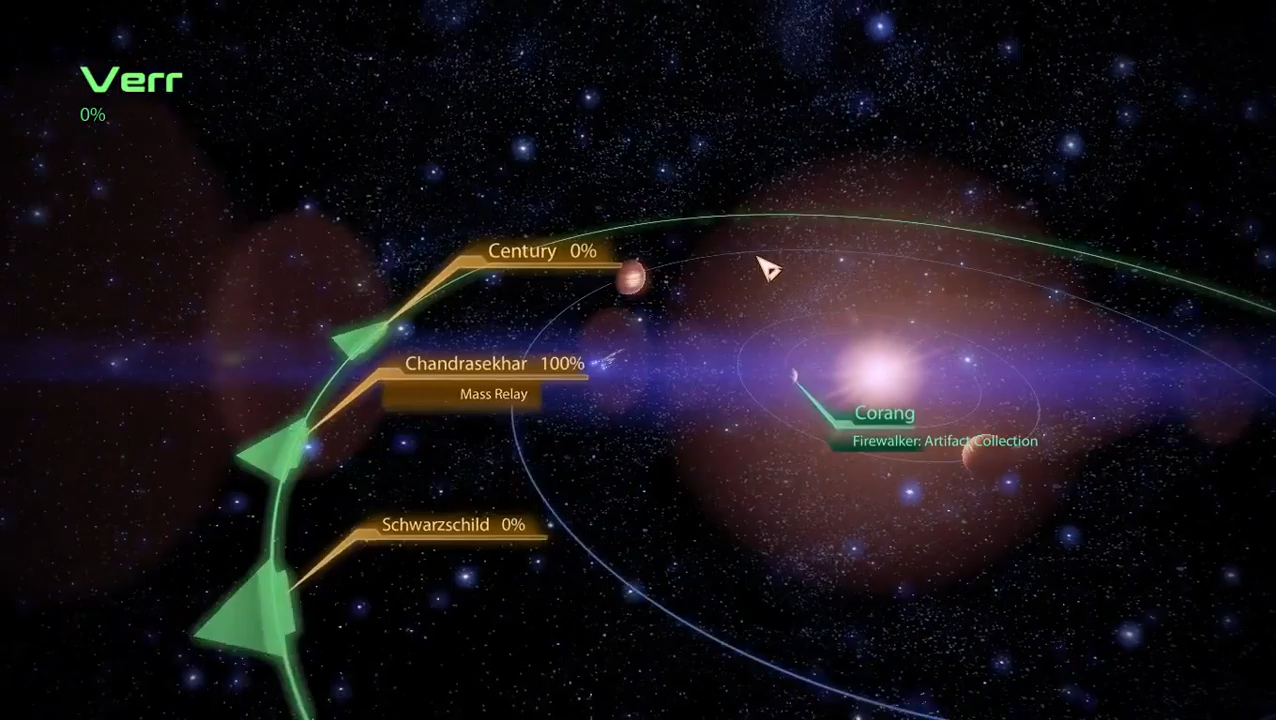 Verr
0%
Century 0%
Chandrasekhar 100%
Mass Relay
Corang
Firewalker: Artifact Collection
Schwarzschild 0%